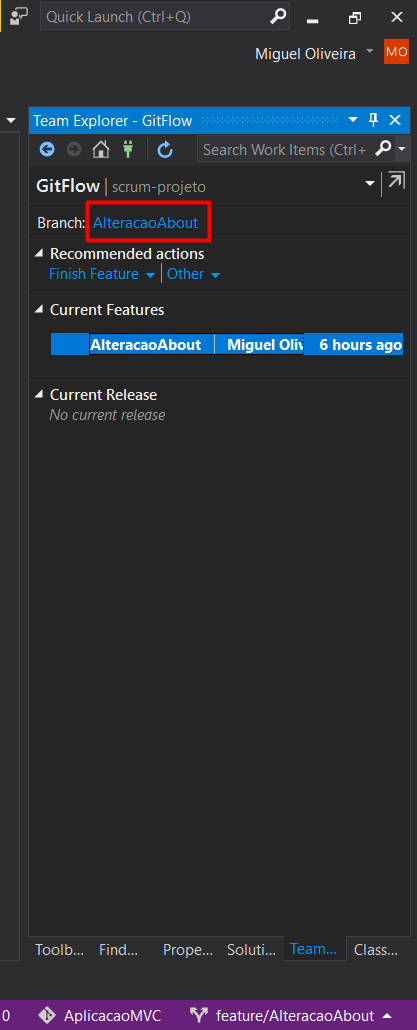 Quick Launch (Ctrl+Q)
Miguel Oliveira MO
Team Explorer - GitFlow
Search Work Items (Ctrl+
GitFlow | scrum-projeto
Branch: AlteracaoAbout
Recommended actions
Finish Feature | Other
Current Features
AlteracaoAbout Miguel Oliv 6 hours ago
Current Release
No current release
Toolb... Find... Prope... Soluti... Team... Class...
0 AplicacaoMVC feature/AlteracaoAbout